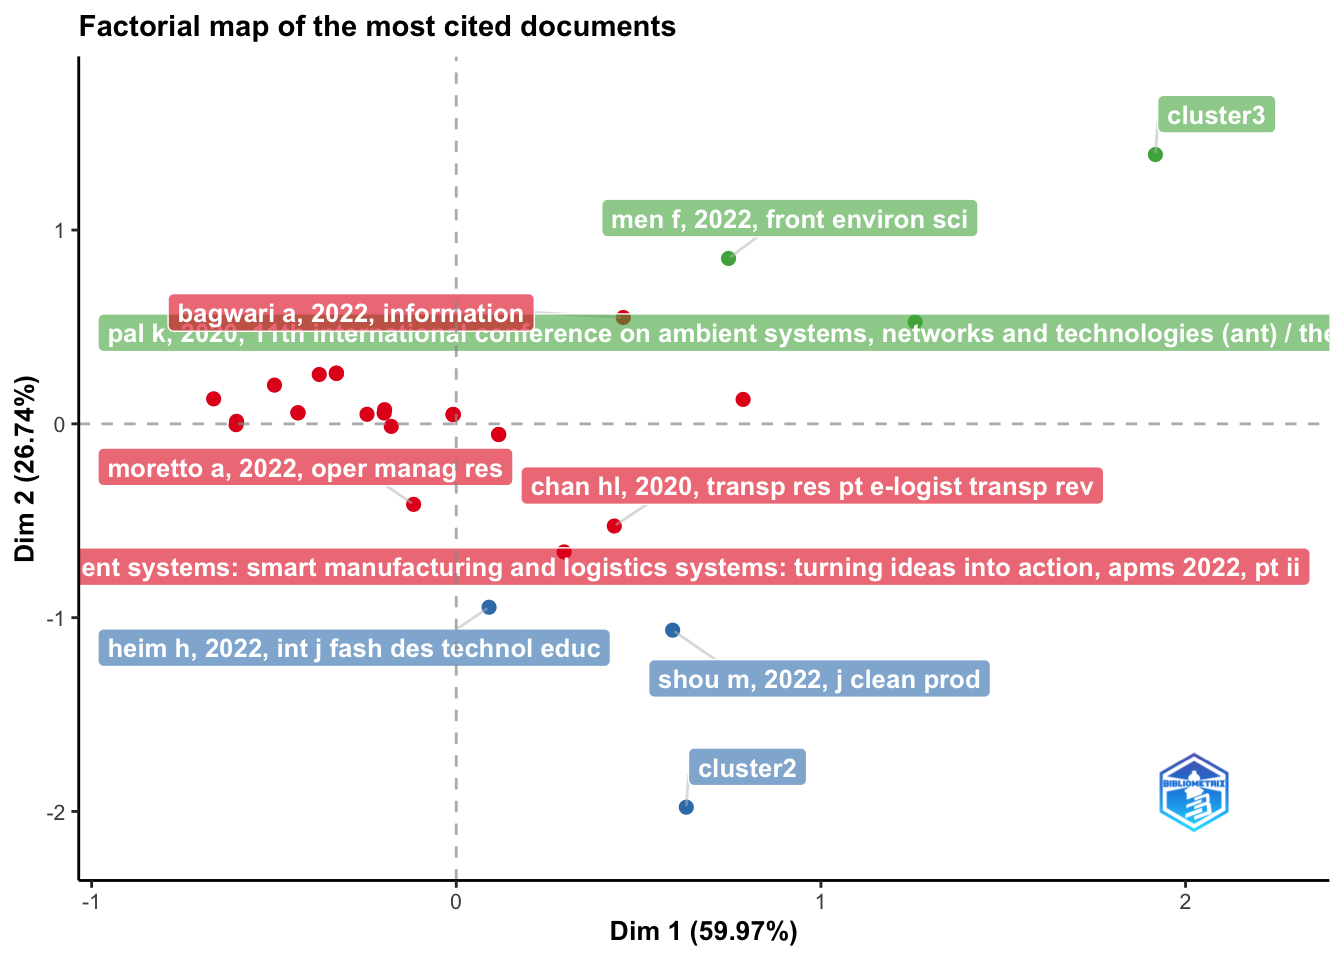 Factorial map of the most cited documents
cluster3
men f, 2022, front environ sci
1
bagwari a, 2022, information
pal k, 2020, 11th international conference on ambient systems, networks and technologies (ant) / the
0
moretto a, 2022, oper manag res
chan hl, 2020, transp res pt e-logist transp rev
ent systems: smart manufacturing and logistics systems: turning ideas into action, apms 2022, pt ii
-1
heim h, 2022, int j fash des technol educ
shou m, 2022, j clean prod
cluster2
BIBLIOMETRIX
-2
-1
0
1
2
Dim 1 (59.97%)
Dim 2 (26.74%)